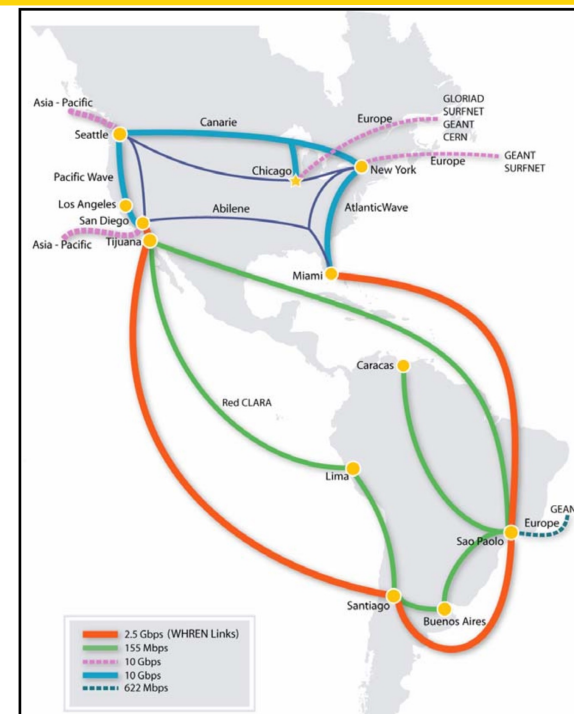 GLORIAD
SURFNET
GEANT
CERN
Asia - Pacific
Europe
Canarie
Seattle
GEANT
SURFNET
Europe
Chicago
New York
Pacific Wave
Los Angeles
Abilene
AtlanticWave
San Diego
Asia - Pacific
Tijuana
Miami
Caracas
Red CLARA
Lima
GEAN
Europe
Sao Paolo
Santiago
Buenos Aires
2.5 Gbps (WHREN Links)
155 Mbps
10 Gbps
10 Gbps
622 Mbps